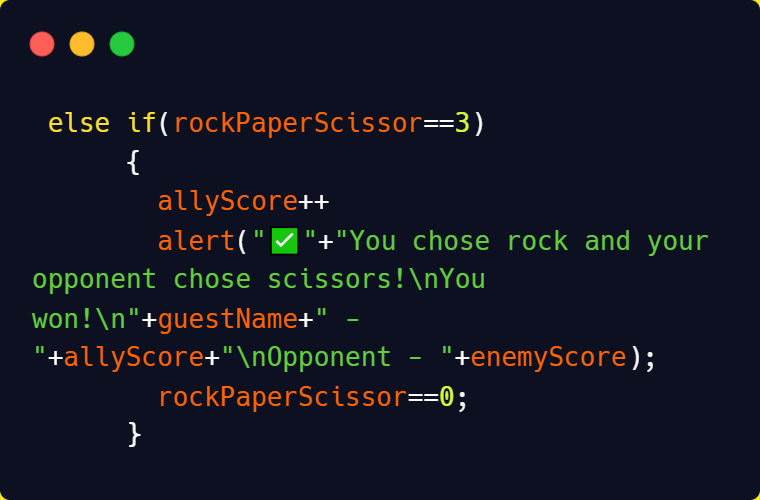 else if(rockPaperScissor==3)
{
allyScore++
alert("✅"+"You chose rock and your
opponent chose scissors!\nYou
won!\n"+guestName+" -
"+allyScore+"\nOpponent - "+enemyScore);
rockPaperScissor==0;
}